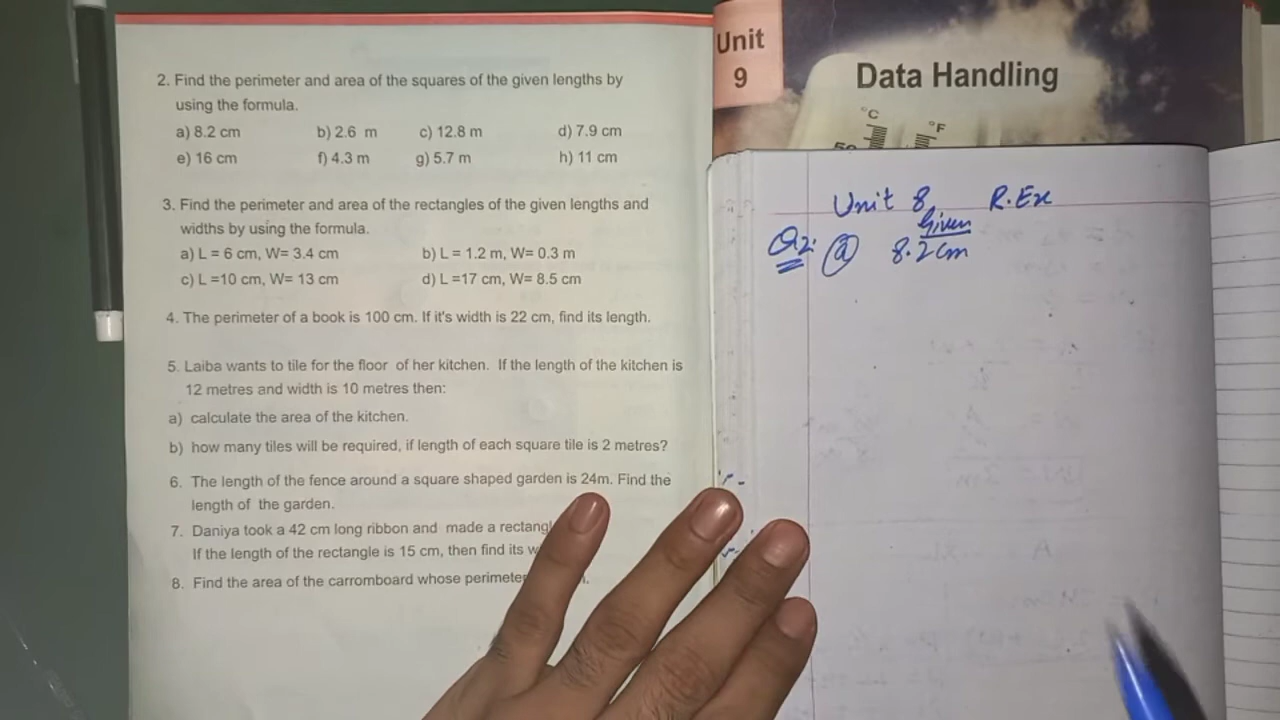 2. Find the perimeter and area of the squares of the given lengths by
using the formula.
a) 8.2 cm b) 2.6 m c) 12.8 m d) 7.9 cm
e) 16 cm f) 4.3 m g) 5.7 m h) 11 cm
3. Find the perimeter and area of the rectangles of the given lengths and
widths by using the formula.
a) L = 6 cm, W= 3.4 cm b) L = 1.2 m, W= 0.3 m
c) L =10 cm, W= 13 cm d) L =17 cm, W= 8.5 cm
4. The perimeter of a book is 100 cm. If it's width is 22 cm, find its length.
5. Laiba wants to tile for the floor of her kitchen. If the length of the kitchen is
12 metres and width is 10 metres then:
a) calculate the area of the kitchen.
b) how many tiles will be required, if length of each square tile is 2 metres?
6. The length of the fence around a square shaped garden is 24m. Find the
length of the garden.
7. Daniya took a 42 cm long ribbon and made a
If the length of the rectangle is 15 cm, then find its
8. Find the area of the carromboard whose
Unit
9
Data Handling
°C
°F
Unit 8 R.Ex
Given
Q2: a 8.2cm